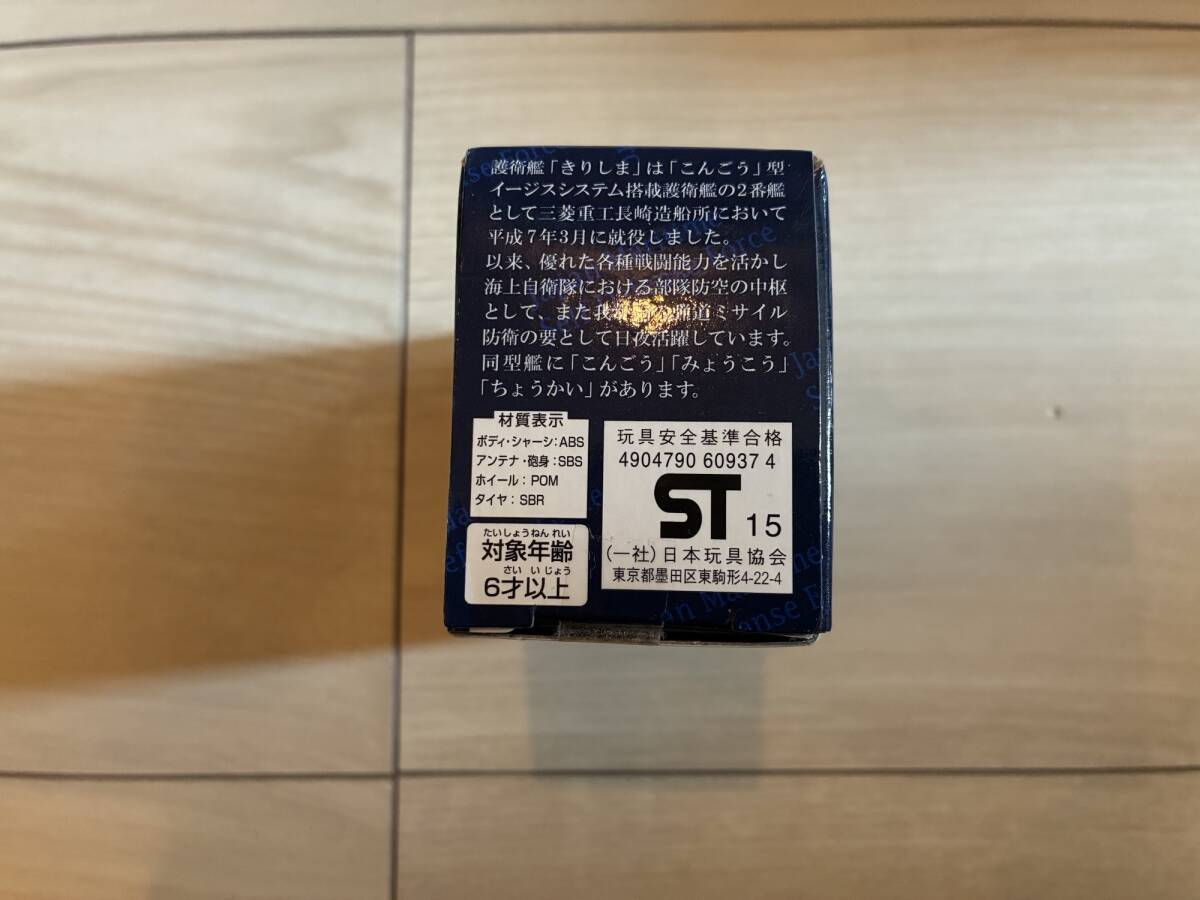 護衛艦「きりしま」は「こんごう」型
イージスシステム搭載護衛艦の2番艦
として三菱重工長崎造船所において
平成7年3月に就役しました。
以来、優れた各種戦闘能力を活かし
海上自衛隊における部隊防空の中枢
として、また我 弾道ミサイル
防衛の要として日夜活躍しています。
同型艦に「こんごう」「みょうこう」
「ちょうかい」があります。
材質表示
ボディ・シャーシ:ABS
アンテナ・砲身:SBS
ホイール:POM
タイヤ:SBR
たいしょうねんれい
対象年齢
さい いじょう
6才以上
玩具安全基準合格
4904790 60937 4
ST 15
(一社)日本玩具協会
東京都墨田区東駒形4-22-4